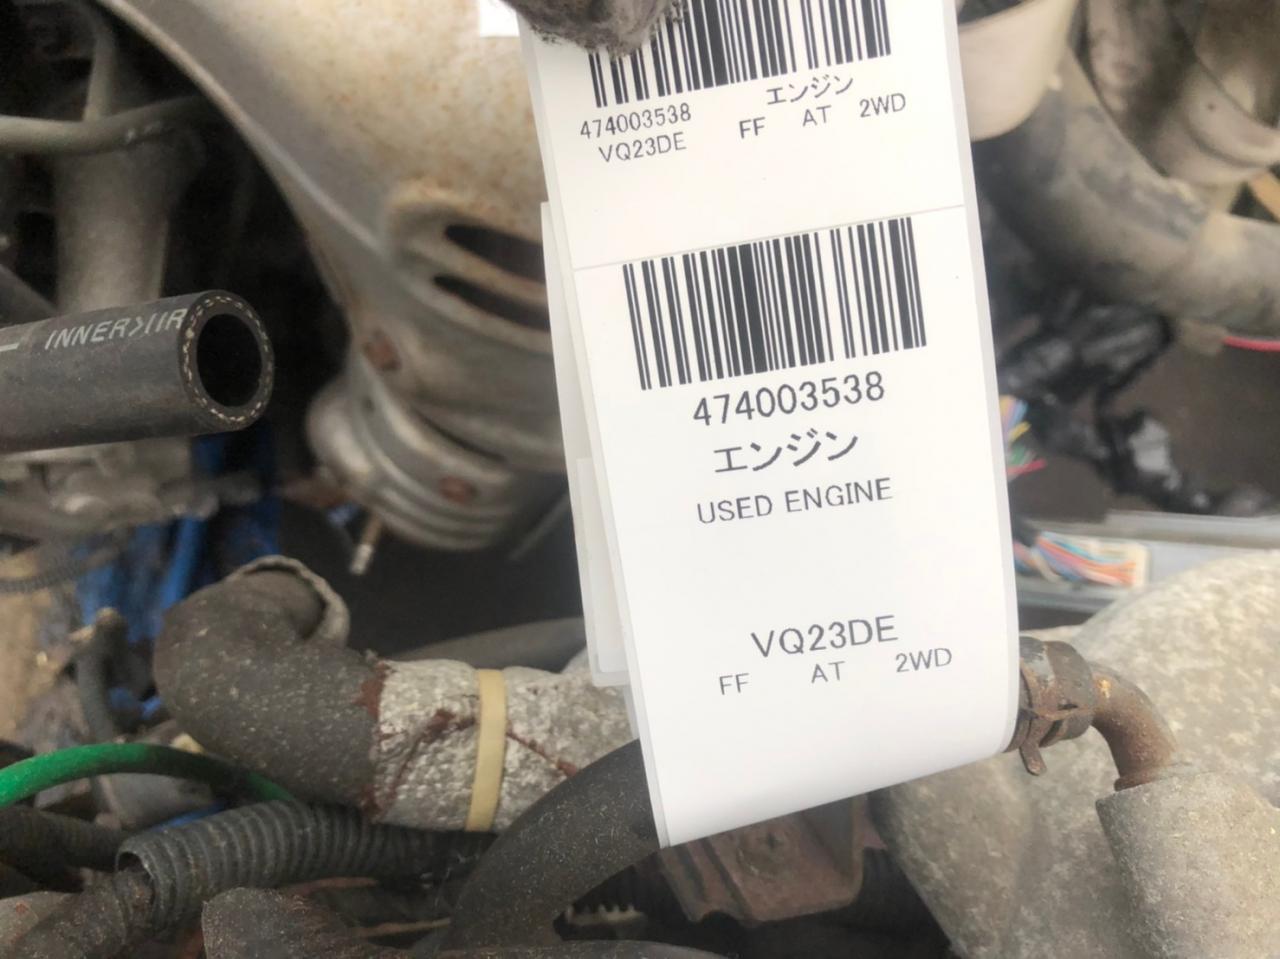 474003538 エンジン
VQ23DE FF AT 2WD
INNER>IIR
474003538
エンジン
USED ENGINE
VQ23DE
FF AT 2WD